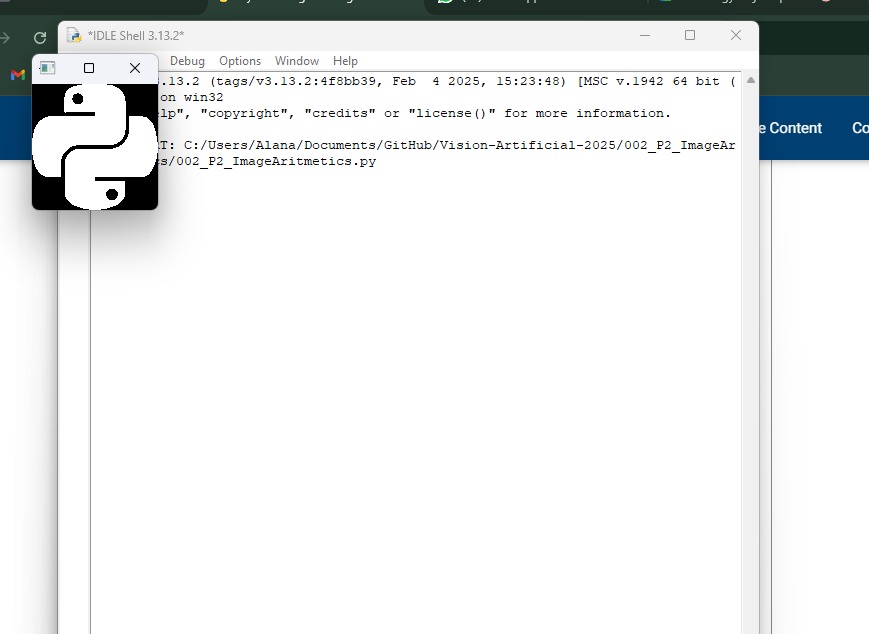 *IDLE Shell 3.13.2*
Debug Options Window Help
.13.2 (tags/v3.13.2:4f8bb39, Feb  4 2025, 15:23:48) [MSC v.1942 64 bit (
on win32
lp", "copyright", "credits" or "license()" for more information.
e Content Co
T: C:/Users/Alana/Documents/GitHub/Vision-Artificial-2025/002_P2_ImageAr
s/002_P2_ImageAritmetics.py